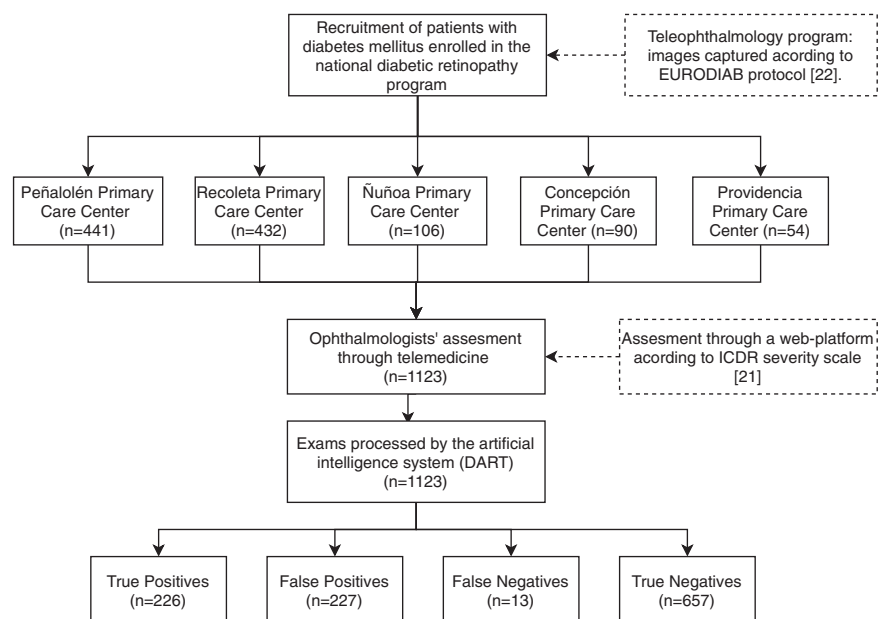 Recruitment of patients with
diabetes mellitus enrolled in the
national diabetic retinopathy
program
Teleophthalmology program:
images captured acording to
EURODIAB protocol [22].
Peñalolén Primary
Care Center
(n=441)
Recoleta Primary
Care Center
(n=432)
Ñuñoa Primary
Care Center
(n=106)
Concepción
Primary Care
Center (n=90)
Providencia
Primary Care
Center (n=54)
Ophthalmologists' assesment
through telemedicine
(n=1123)
Assesment through a web-platform
acording to ICDR severity scale
[21]
Exams processed by the artificial
intelligence system (DART)
(n=1123)
True Positives
(n=226)
False Positives
(n=227)
False Negatives
(n=13)
True Negatives
(n=657)